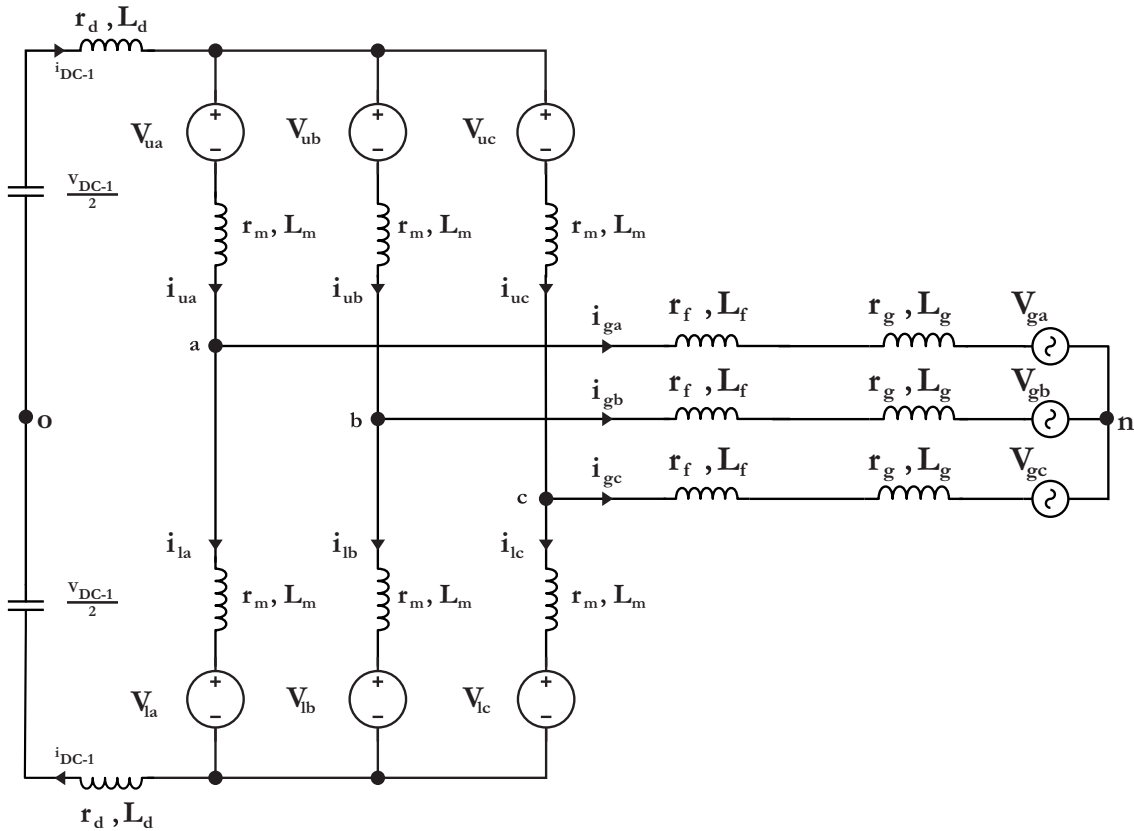 r_d , L_d
i_DC-1
V_ua + − V_ub + − V_uc + −
V_DC-1 / 2
r_m, L_m r_m, L_m r_m, L_m
i_ua i_ub i_uc
i_ga r_f , L_f r_g , L_g V_ga
a
i_gb r_f , L_f r_g , L_g V_gb
o b n
i_gc r_f , L_f r_g , L_g V_gc
c
i_la i_lb i_lc
V_DC-1 / 2
r_m, L_m r_m, L_m r_m, L_m
V_la + − V_lb + − V_lc + −
i_DC-1
r_d , L_d